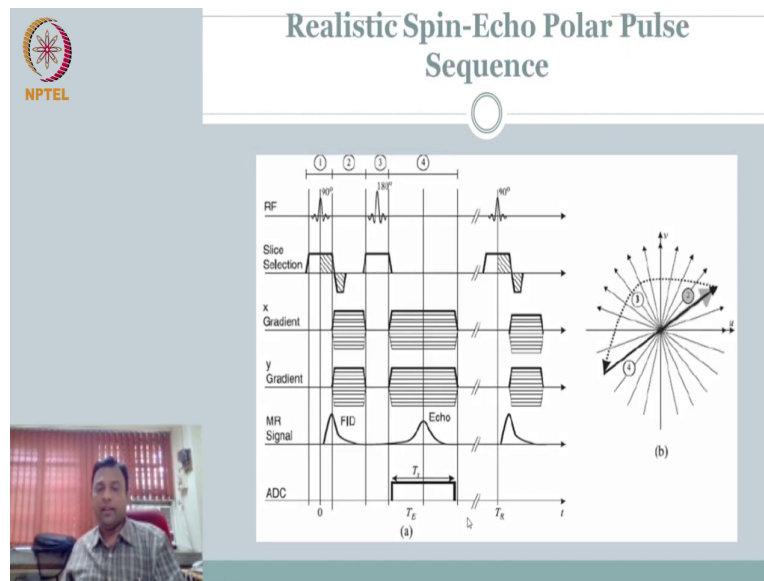 Realistic Spin-Echo Polar Pulse
Sequence
NPTEL
1 2 3 4
90° 180° 90°
RF
Slice
Selection
x
Gradient
y
Gradient
MR
Signal
FID
Echo
ADC
Ts
0
TE
TR
t
(a)
v
u
3
2
4
(b)